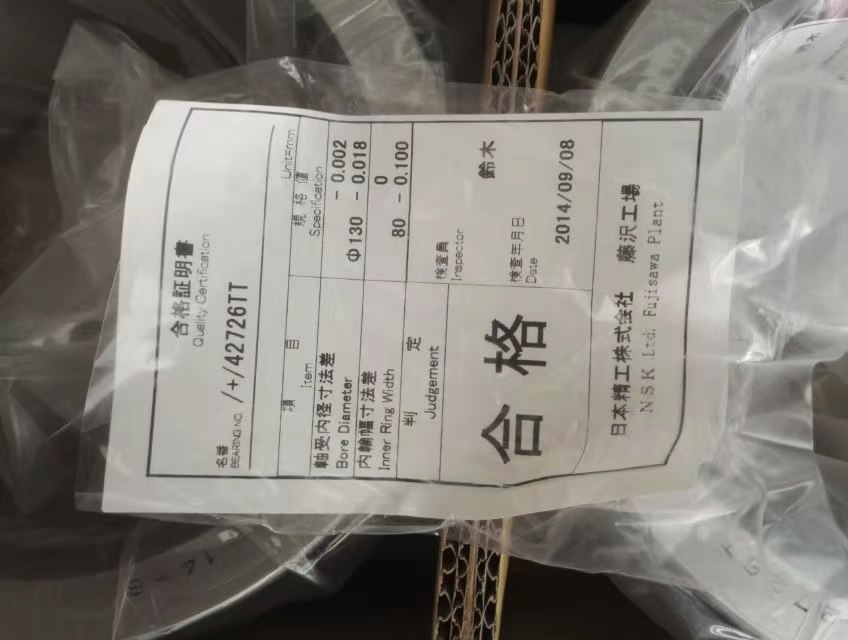 合格証明書
Quality Certification
名番
BEARING NO. /+/42726TT
Unit=mm
項 目 規 格 値
Item Specification
軸受内径寸法差 Φ130 - 0.002
Bore Diameter - 0.018
内輪幅寸法差 80 0
Inner Ring Width - 0.100
判 定 検査員
Judgement Inspector
鈴木
合格
検査年月日
Date
2014/09/08
日本精工株式会社 藤沢工場
NSK Ltd. Fujisawa Plant